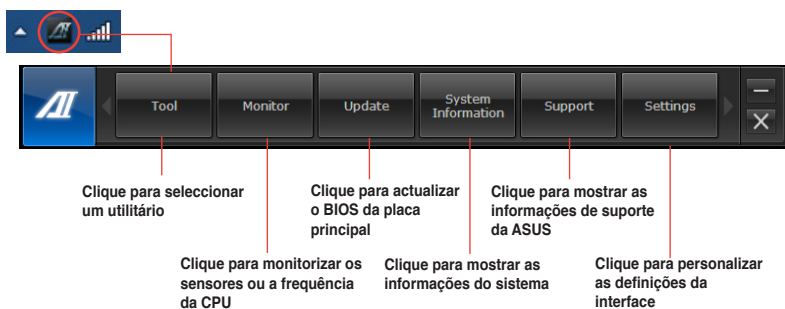 Tool
Monitor
Update
System
Information
Support
Settings
Clique para seleccionar
um utilitário
Clique para actualizar
o BIOS da placa
principal
Clique para mostrar as
informações de suporte
da ASUS
Clique para monitorizar os
sensores ou a frequência
da CPU
Clique para mostrar as
informações do sistema
Clique para personalizar
as definições da
interface